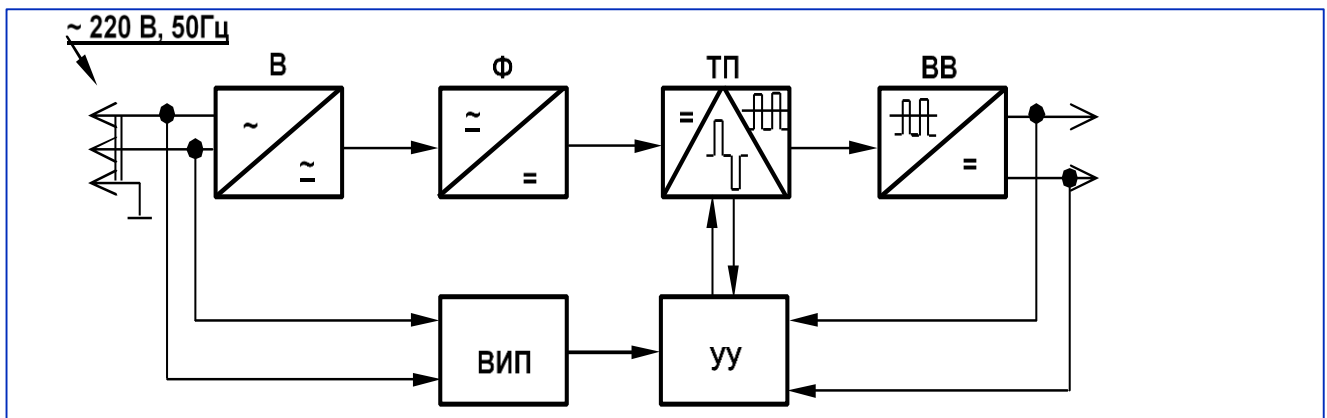 ~ 220 В, 50Гц
В
Ф
ТП
ВВ
~
~
~
=
=
=
ВИП
УУ